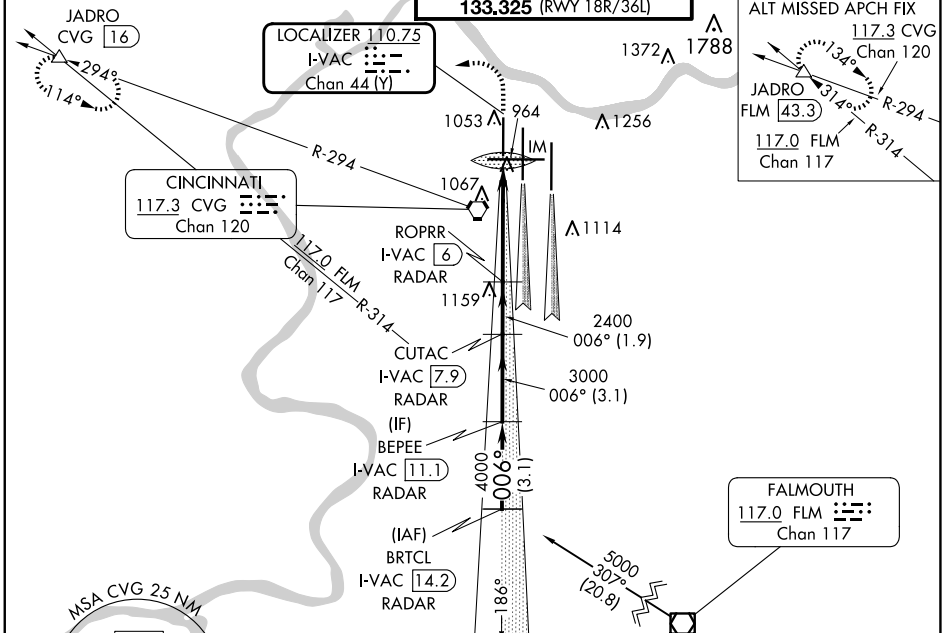 133.325 (RWY 18R/36L)
JADRO
CVG 16
294°
114°
LOCALIZER 110.75
I-VAC
Chan 44 (Y)
1372
1788
ALT MISSED APCH FIX
117.3 CVG
Chan 120
134°
314°
JADRO
FLM 43.3
R-294
R-314
117.0 FLM
Chan 117
1053
964
1256
IM
R-294
CINCINNATI
117.3 CVG
Chan 120
1067
1114
117.0 FLM
Chan 117
R-314
ROPRR
I-VAC 6
RADAR
1159
2400
006° (1.9)
CUTAC
I-VAC 7.9
RADAR
3000
006° (3.1)
(IF)
BEPEE
I-VAC 11.1
RADAR
4000
006°
(3.1)
(IAF)
BRTCL
I-VAC 14.2
RADAR
186°
FALMOUTH
117.0 FLM
Chan 117
5000
307°
(20.8)
MSA CVG 25 NM